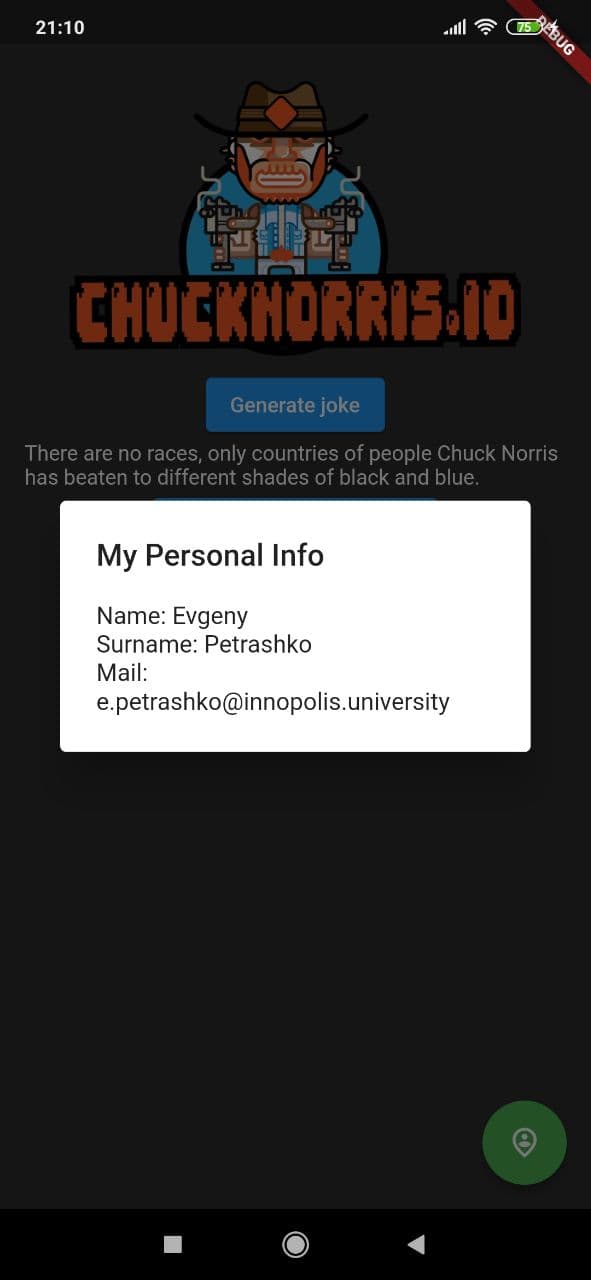 21:10
75
DEBUG
CHUCKNORRIS.IO
Generate joke
There are no races, only countries of people Chuck Norris
has beaten to different shades of black and blue.
My Personal Info
Name: Evgeny
Surname: Petrashko
Mail:
e.petrashko@innopolis.university